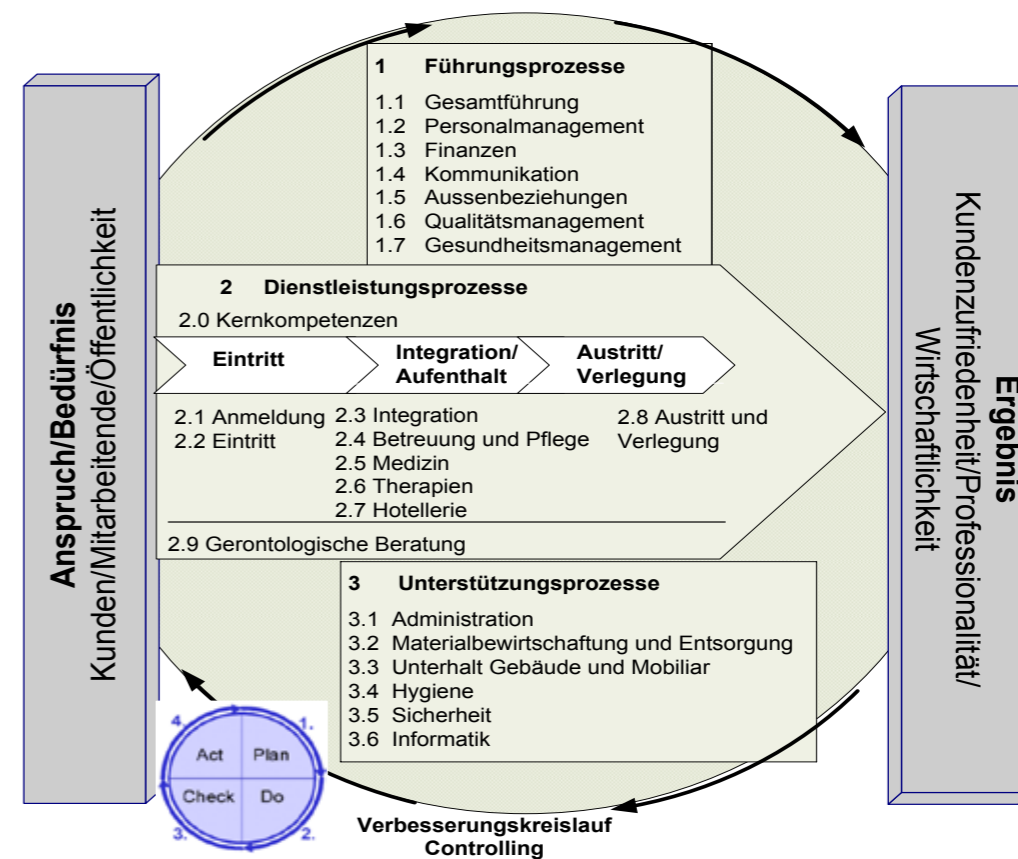 Anspruch/Bedürfnis
Kunden/Mitarbeitende/Öffentlichkeit
1 Führungsprozesse
1.1 Gesamtführung
1.2 Personalmanagement
1.3 Finanzen
1.4 Kommunikation
1.5 Aussenbeziehungen
1.6 Qualitätsmanagement
1.7 Gesundheitsmanagement
2 Dienstleistungsprozesse
2.0 Kernkompetenzen
Eintritt
Integration/
Aufenthalt
Austritt/
Verlegung
2.1 Anmeldung
2.2 Eintritt
2.3 Integration
2.4 Betreuung und Pflege
2.5 Medizin
2.6 Therapien
2.7 Hotellerie
2.8 Austritt und
Verlegung
2.9 Gerontologische Beratung
3 Unterstützungsprozesse
3.1 Administration
3.2 Materialbewirtschaftung und Entsorgung
3.3 Unterhalt Gebäude und Mobiliar
3.4 Hygiene
3.5 Sicherheit
3.6 Informatik
Ergebnis
Kundenzufriedenheit/Professionalität/
Wirtschaftlichkeit
4. 1.
Act Plan
Check Do
3. 2.
Verbesserungskreislauf
Controlling